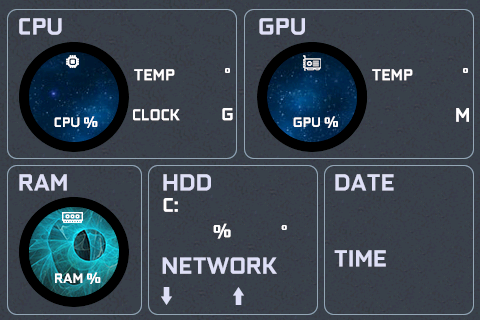 CPU
TEMP °
CLOCK G
CPU %
GPU
TEMP °
M
GPU %
RAM
RAM %
HDD
C:
% °
NETWORK
DATE
TIME